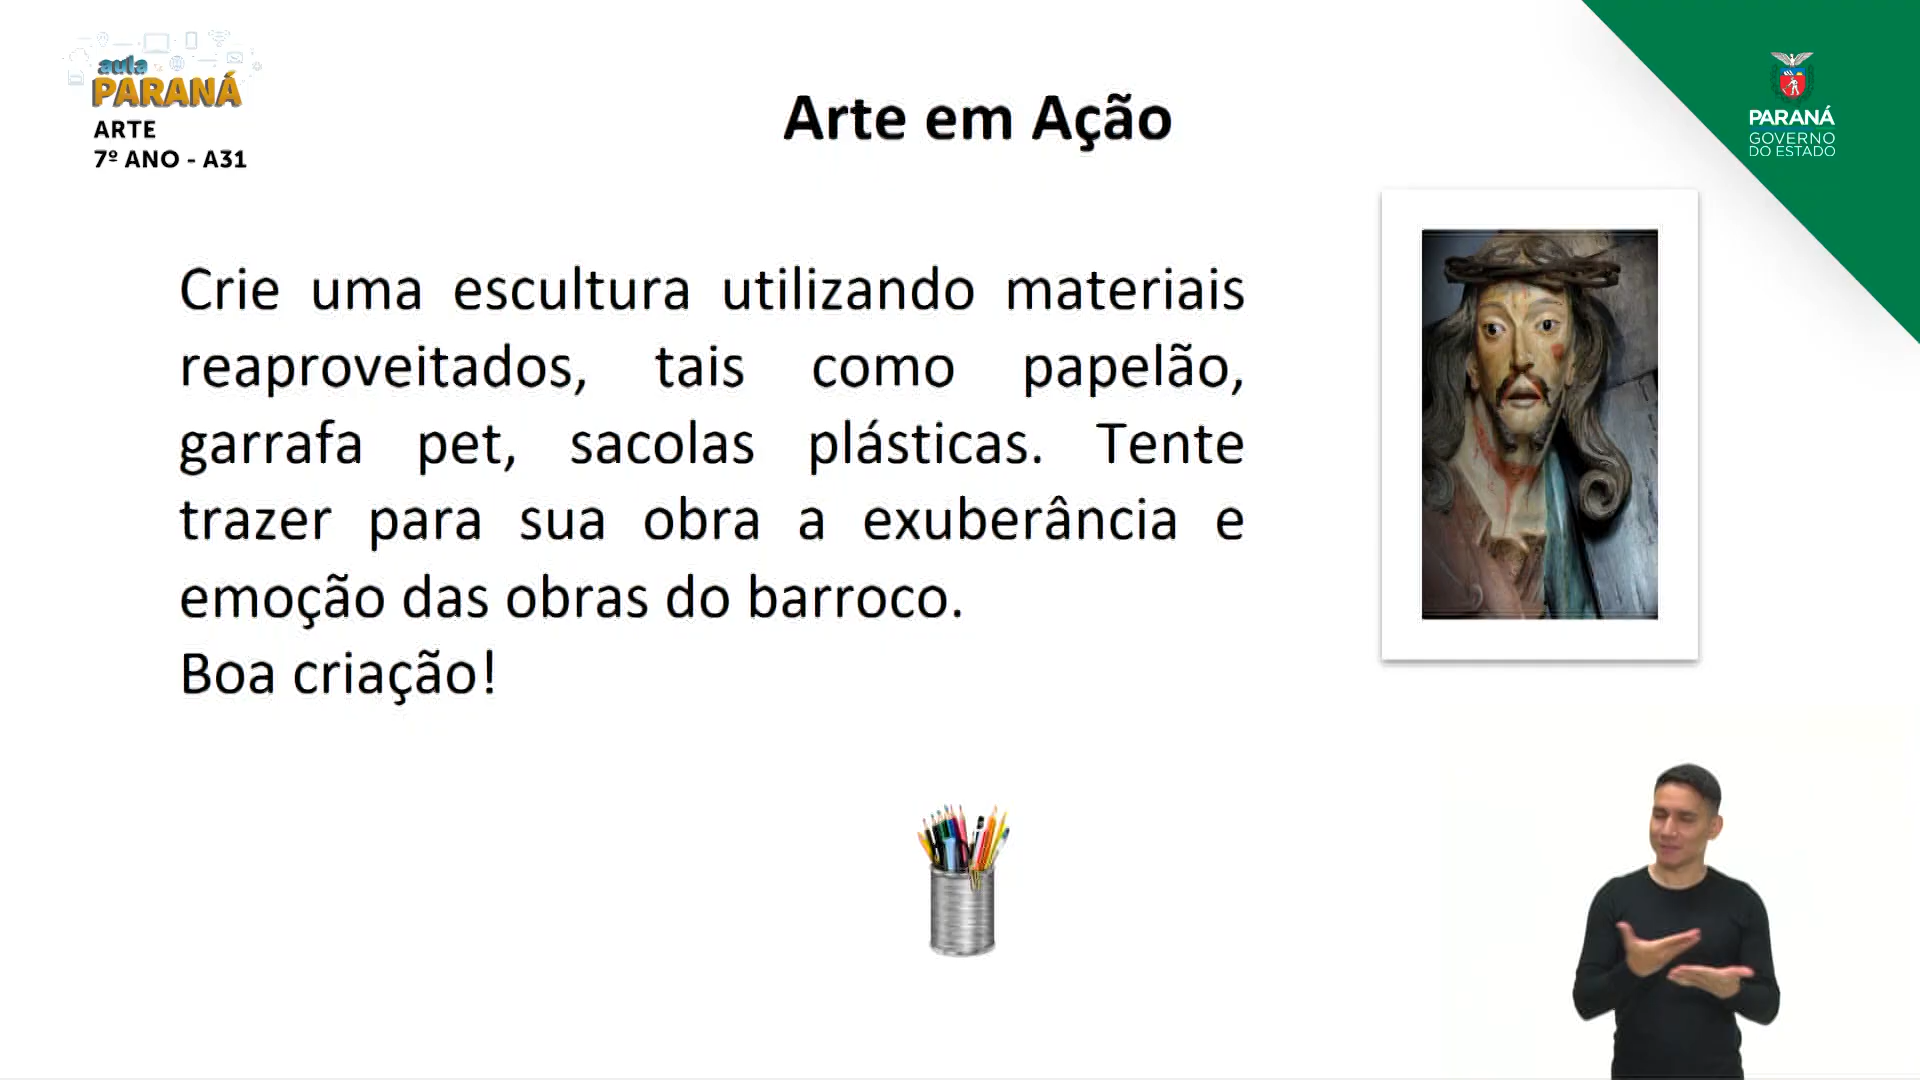 aula
PARANÁ
ARTE
7º ANO - A31
Arte em Ação
PARANÁ
GOVERNO
DO ESTADO
Crie uma escultura utilizando materiais
reaproveitados, tais como papelão,
garrafa pet, sacolas plásticas. Tente
trazer para sua obra a exuberância e
emoção das obras do barroco.
Boa criação!